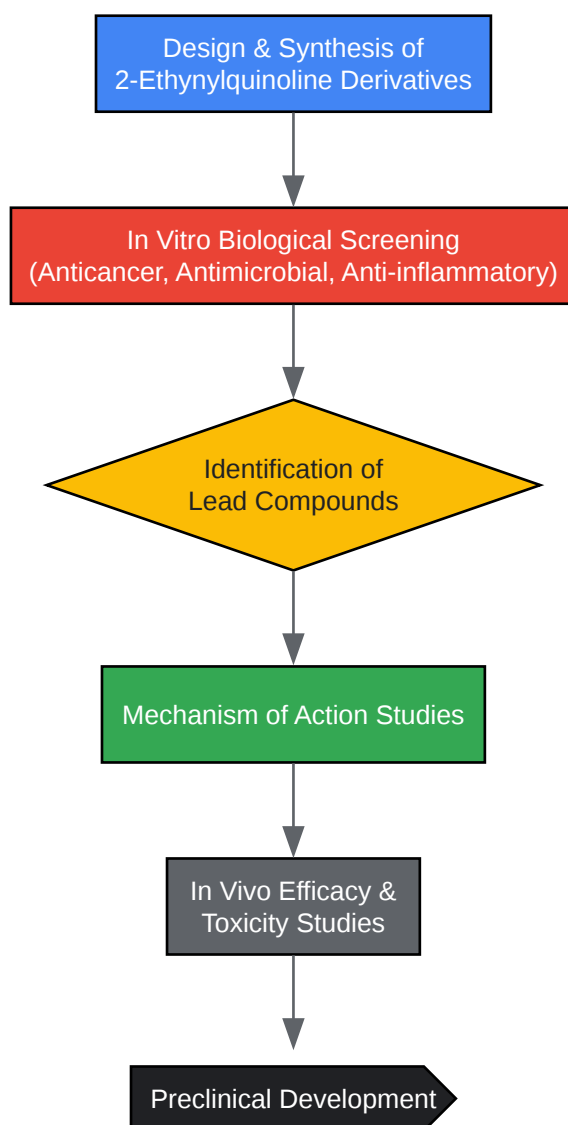 Design & Synthesis of
2-Ethynylquinoline Derivatives
In Vitro Biological Screening
(Anticancer, Antimicrobial, Anti-inflammatory)
Identification of
Lead Compounds
Mechanism of Action Studies
In Vivo Efficacy &
Toxicity Studies
Preclinical Development